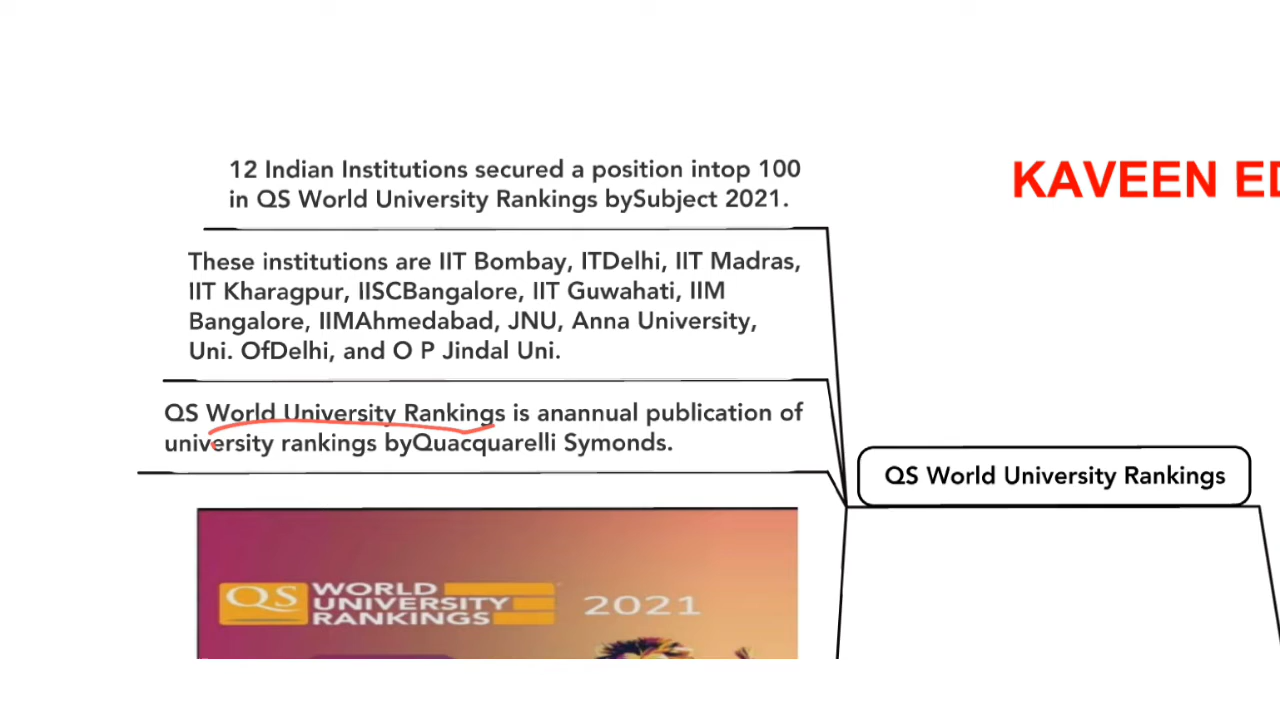 12 Indian Institutions secured a position intop 100
in QS World University Rankings bySubject 2021.
KAVEEN
These institutions are IIT Bombay, ITDelhi, IIT Madras,
IIT Kharagpur, IISCBangalore, IIT Guwahati, IIM
Bangalore, IIMAhmedabad, JNU, Anna University,
Uni. OfDelhi, and O P Jindal Uni.
QS World University Rankings is anannual publication of
university rankings byQuacquarelli Symonds.
QS World University Rankings
QS WORLD
UNIVERSITY
RANKINGS
2021